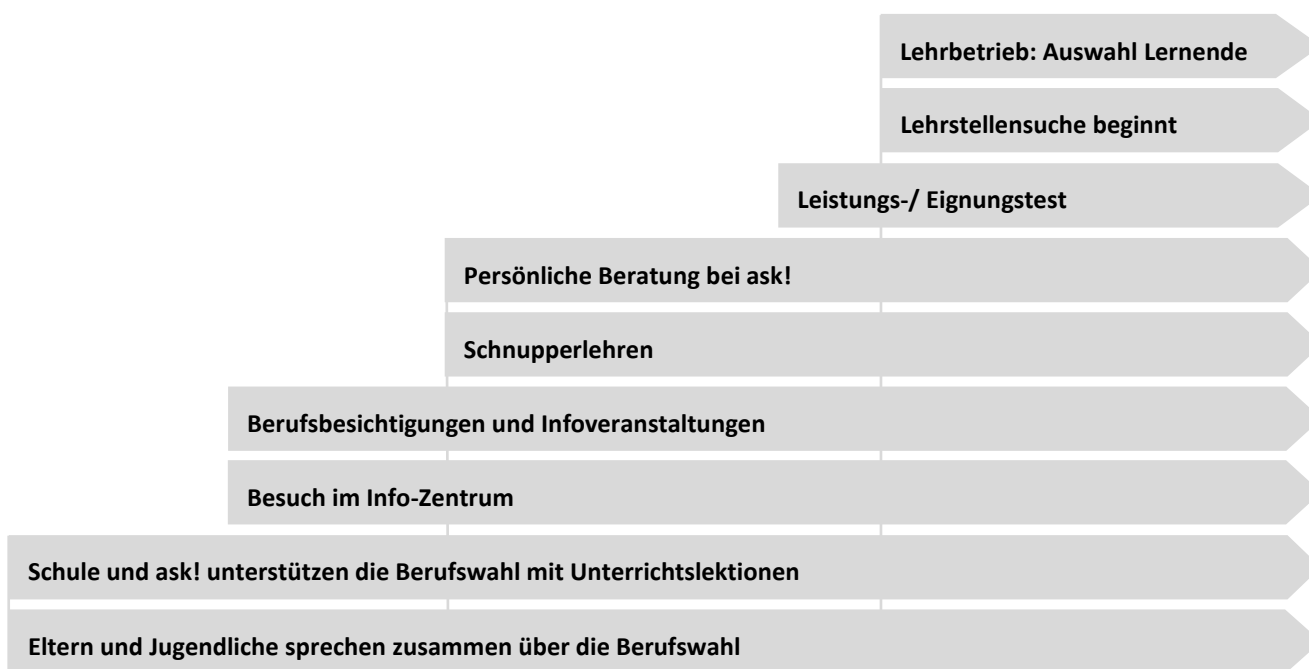 Lehrbetrieb: Auswahl Lernende
Lehrstellensuche beginnt
Leistungs-/ Eignungstest
Persönliche Beratung bei ask!
Schnupperlehren
Berufsbesichtigungen und Infoveranstaltungen
Besuch im Info-Zentrum
Schule und ask! unterstützen die Berufswahl mit Unterrichtslektionen
Eltern und Jugendliche sprechen zusammen über die Berufswahl